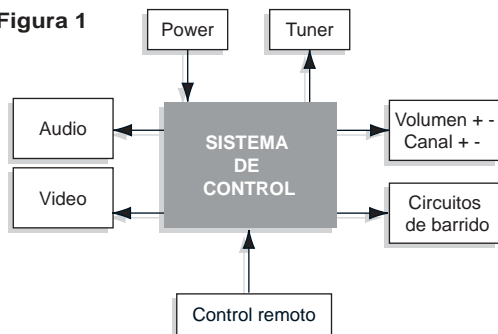 Figura 1
Power
Tuner
Audio
SISTEMA
DE
CONTROL
Volumen + -
Canal + -
Video
Circuitos
de barrido
Control remoto